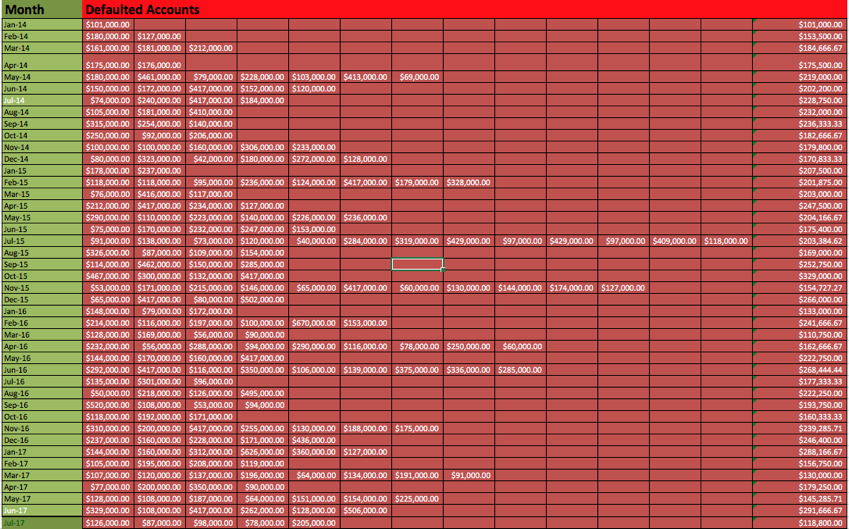 Month Defaulted Accounts
Jan-14 $101,000.00 $101,000.00
Feb-14 $180,000.00 $127,000.00 $153,500.00
Mar-14 $161,000.00 $181,000.00 $212,000.00 $184,666.67
Apr-14 $175,000.00 $176,000.00 $175,500.00
May-14 $180,000.00 $461,000.00 $79,000.00 $228,000.00 $103,000.00 $413,000.00 $69,000.00 $219,000.00
Jun-14 $150,000.00 $172,000.00 $417,000.00 $152,000.00 $120,000.00 $202,200.00
Jul-14 $74,000.00 $240,000.00 $417,000.00 $184,000.00 $228,750.00
Aug-14 $105,000.00 $181,000.00 $410,000.00 $232,000.00
Sep-14 $315,000.00 $254,000.00 $140,000.00 $236,333.33
Oct-14 $250,000.00 $92,000.00 $206,000.00 $182,666.67
Nov-14 $100,000.00 $100,000.00 $160,000.00 $306,000.00 $233,000.00 $179,800.00
Dec-14 $80,000.00 $323,000.00 $42,000.00 $180,000.00 $272,000.00 $128,000.00 $170,833.33
Jan-15 $178,000.00 $237,000.00 $207,500.00
Feb-15 $118,000.00 $118,000.00 $95,000.00 $236,000.00 $124,000.00 $417,000.00 $179,000.00 $328,000.00 $201,875.00
Mar-15 $76,000.00 $416,000.00 $117,000.00 $203,000.00
Apr-15 $212,000.00 $417,000.00 $234,000.00 $127,000.00 $247,500.00
May-15 $290,000.00 $110,000.00 $223,000.00 $140,000.00 $226,000.00 $236,000.00 $204,166.67
Jun-15 $75,000.00 $170,000.00 $232,000.00 $247,000.00 $153,000.00 $175,400.00
Jul-15 $91,000.00 $138,000.00 $73,000.00 $120,000.00 $40,000.00 $284,000.00 $319,000.00 $429,000.00 $97,000.00 $429,000.00 $97,000.00 $409,000.00 $118,000.00 $203,384.62
Aug-15 $326,000.00 $87,000.00 $109,000.00 $154,000.00 $169,000.00
Sep-15 $114,000.00 $462,000.00 $150,000.00 $285,000.00 $252,750.00
Oct-15 $467,000.00 $300,000.00 $132,000.00 $417,000.00 $329,000.00
Nov-15 $53,000.00 $171,000.00 $215,000.00 $146,000.00 $65,000.00 $417,000.00 $60,000.00 $130,000.00 $144,000.00 $174,000.00 $127,000.00 $154,727.27
Dec-15 $65,000.00 $417,000.00 $80,000.00 $502,000.00 $266,000.00
Jan-16 $148,000.00 $79,000.00 $172,000.00 $133,000.00
Feb-16 $214,000.00 $116,000.00 $197,000.00 $100,000.00 $670,000.00 $153,000.00 $241,666.67
Mar-16 $128,000.00 $169,000.00 $56,000.00 $90,000.00 $110,750.00
Apr-16 $232,000.00 $56,000.00 $288,000.00 $94,000.00 $290,000.00 $116,000.00 $78,000.00 $250,000.00 $60,000.00 $162,666.67
May-16 $144,000.00 $170,000.00 $160,000.00 $417,000.00 $222,750.00
Jun-16 $292,000.00 $417,000.00 $116,000.00 $350,000.00 $106,000.00 $139,000.00 $375,000.00 $336,000.00 $285,000.00 $268,444.44
Jul-16 $135,000.00 $301,000.00 $96,000.00 $177,333.33
Aug-16 $50,000.00 $218,000.00 $126,000.00 $495,000.00 $222,250.00
Sep-16 $520,000.00 $108,000.00 $53,000.00 $94,000.00 $193,750.00
Oct-16 $118,000.00 $192,000.00 $171,000.00 $160,333.33
Nov-16 $310,000.00 $200,000.00 $417,000.00 $255,000.00 $130,000.00 $188,000.00 $175,000.00 $239,285.71
Dec-16 $237,000.00 $160,000.00 $228,000.00 $171,000.00 $436,000.00 $246,400.00
Jan-17 $144,000.00 $160,000.00 $312,000.00 $626,000.00 $360,000.00 $127,000.00 $288,166.67
Feb-17 $105,000.00 $195,000.00 $208,000.00 $119,000.00 $156,750.00
Mar-17 $107,000.00 $120,000.00 $137,000.00 $196,000.00 $64,000.00 $134,000.00 $191,000.00 $91,000.00 $130,000.00
Apr-17 $77,000.00 $200,000.00 $350,000.00 $90,000.00 $179,250.00
May-17 $128,000.00 $108,000.00 $187,000.00 $64,000.00 $151,000.00 $154,000.00 $225,000.00 $145,285.71
Jun-17 $329,000.00 $108,000.00 $417,000.00 $262,000.00 $128,000.00 $506,000.00 $291,666.67
Jul-17 $126,000.00 $87,000.00 $98,000.00 $78,000.00 $205,000.00 $118,800.00